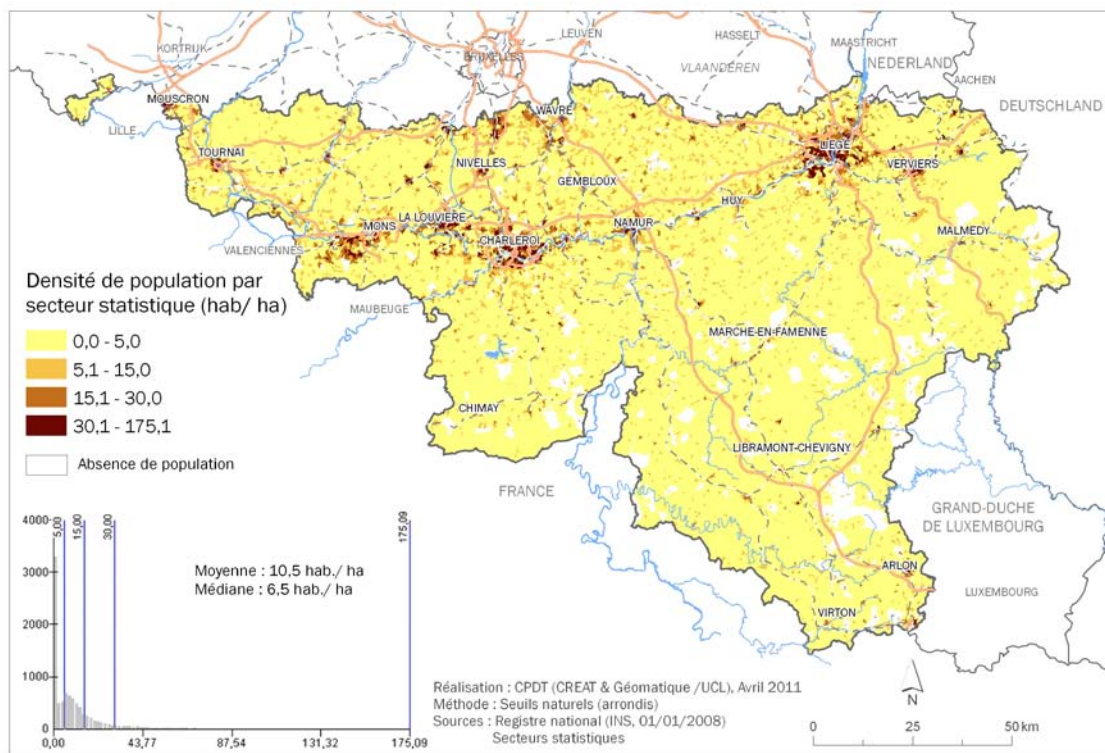 KORTRIJK
LEUVEN
HASSELT
MAASTRICHT
BRUXELLES
VLAANDEREN
NEDERLAND
AACHEN
DEUTSCHLAND
MOUSCRON
WAVRE
LILLE
LIEGE
TOURNAI
NIVELLES
VERVIERS
GEMBLOUX
HUY
LA LOUVIERE
MONS
NAMUR
CHARLEROI
MALMEDY
VALENCIENNES
MAUBEUGE
MARCHE-EN-FAMENNE
CHIMAY
LIBRAMONT-CHEVIGNY
FRANCE
GRAND-DUCHE
DE LUXEMBOURG
ARLON
LUXEMBOURG
VIRTON
Densité de population par
secteur statistique (hab/ ha)
0,0 - 5,0
5,1 - 15,0
15,1 - 30,0
30,1 - 175,1
Absence de population
4000
3000
2000
1000
0
5,00
15,00
30,00
175,09
Moyenne : 10,5 hab./ ha
Médiane : 6,5 hab./ ha
0,00
43,77
87,54
131,32
175,09
Réalisation : CPDT (CREAT & Géomatique /UCL), Avril 2011
Méthode : Seuils naturels (arrondis)
Sources : Registre national (INS, 01/01/2008)
Secteurs statistiques
N
0 25 50 km